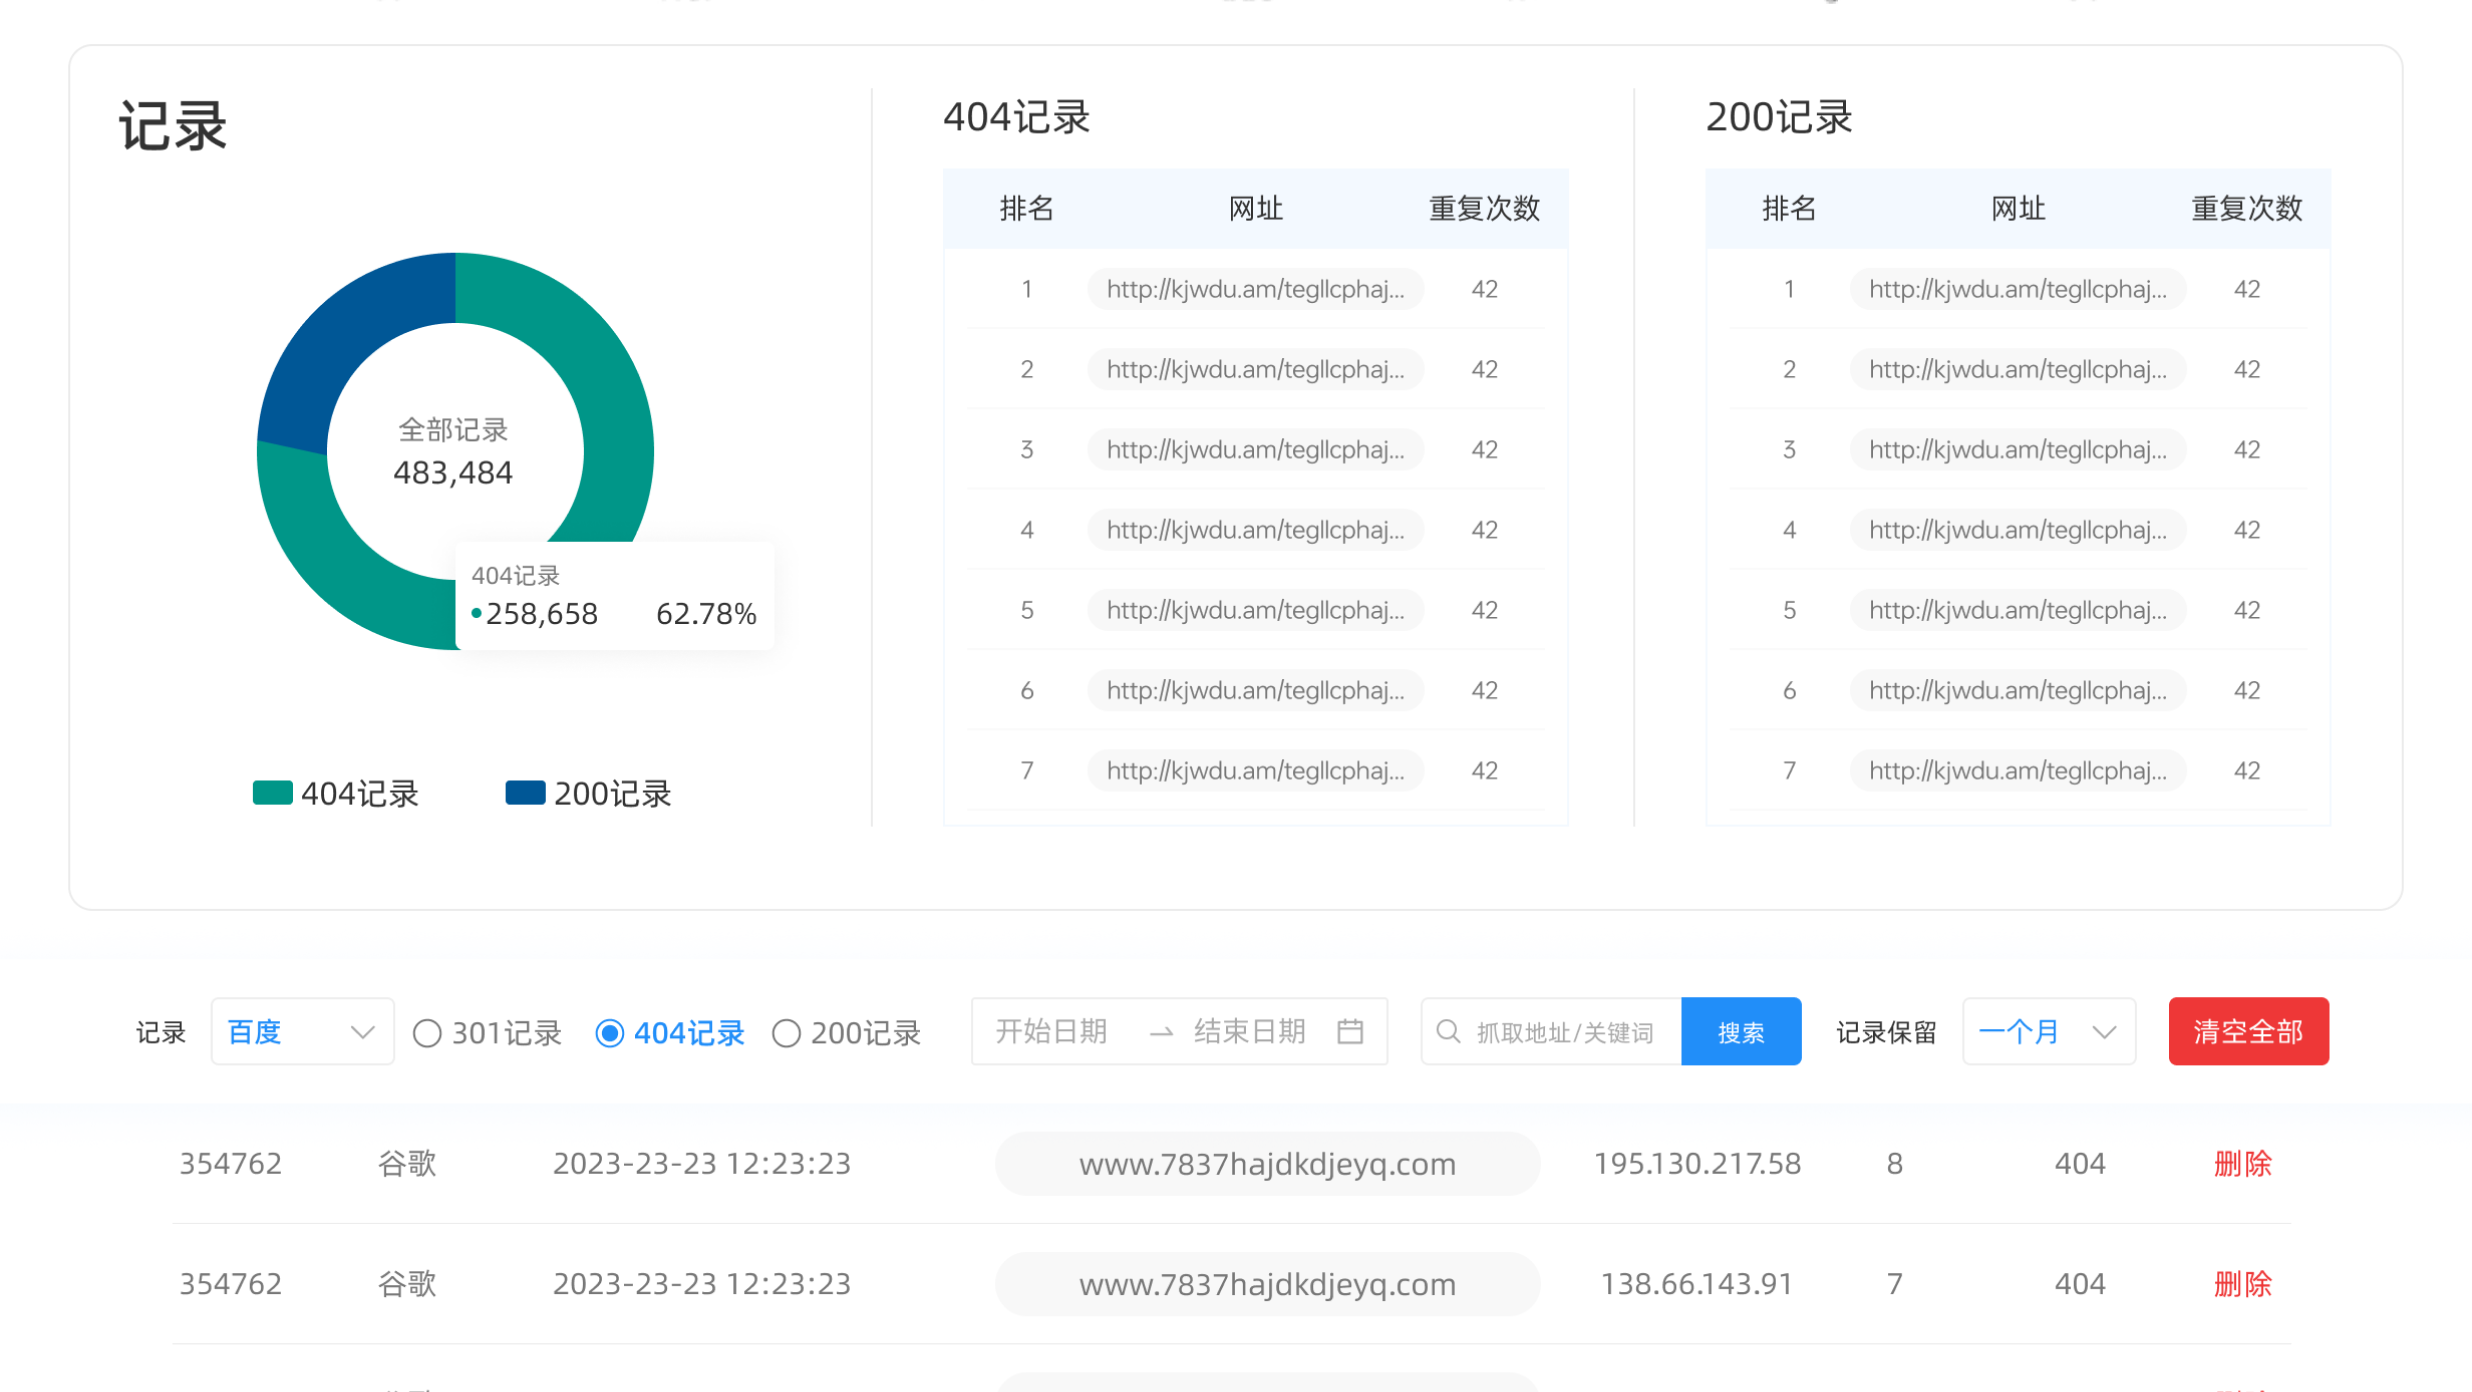 记录
全部记录
483,484
404记录
258,658 62.78%
404记录 200记录
404记录
排名 网址 重复次数
1 http://kjwdu.am/tegllcphaj... 42
2 http://kjwdu.am/tegllcphaj... 42
3 http://kjwdu.am/tegllcphaj... 42
4 http://kjwdu.am/tegllcphaj... 42
5 http://kjwdu.am/tegllcphaj... 42
6 http://kjwdu.am/tegllcphaj... 42
7 http://kjwdu.am/tegllcphaj... 42
200记录
排名 网址 重复次数
1 http://kjwdu.am/tegllcphaj... 42
2 http://kjwdu.am/tegllcphaj... 42
3 http://kjwdu.am/tegllcphaj... 42
4 http://kjwdu.am/tegllcphaj... 42
5 http://kjwdu.am/tegllcphaj... 42
6 http://kjwdu.am/tegllcphaj... 42
7 http://kjwdu.am/tegllcphaj... 42
记录 百度 301记录 404记录 200记录 开始日期 结束日期 抓取地址/关键词 搜索 记录保留 一个月 清空全部
354762 谷歌 2023-23-23 12:23:23 www.7837hajdkdjeyq.com 195.130.217.58 8 404 删除
354762 谷歌 2023-23-23 12:23:23 www.7837hajdkdjeyq.com 138.66.143.91 7 404 删除